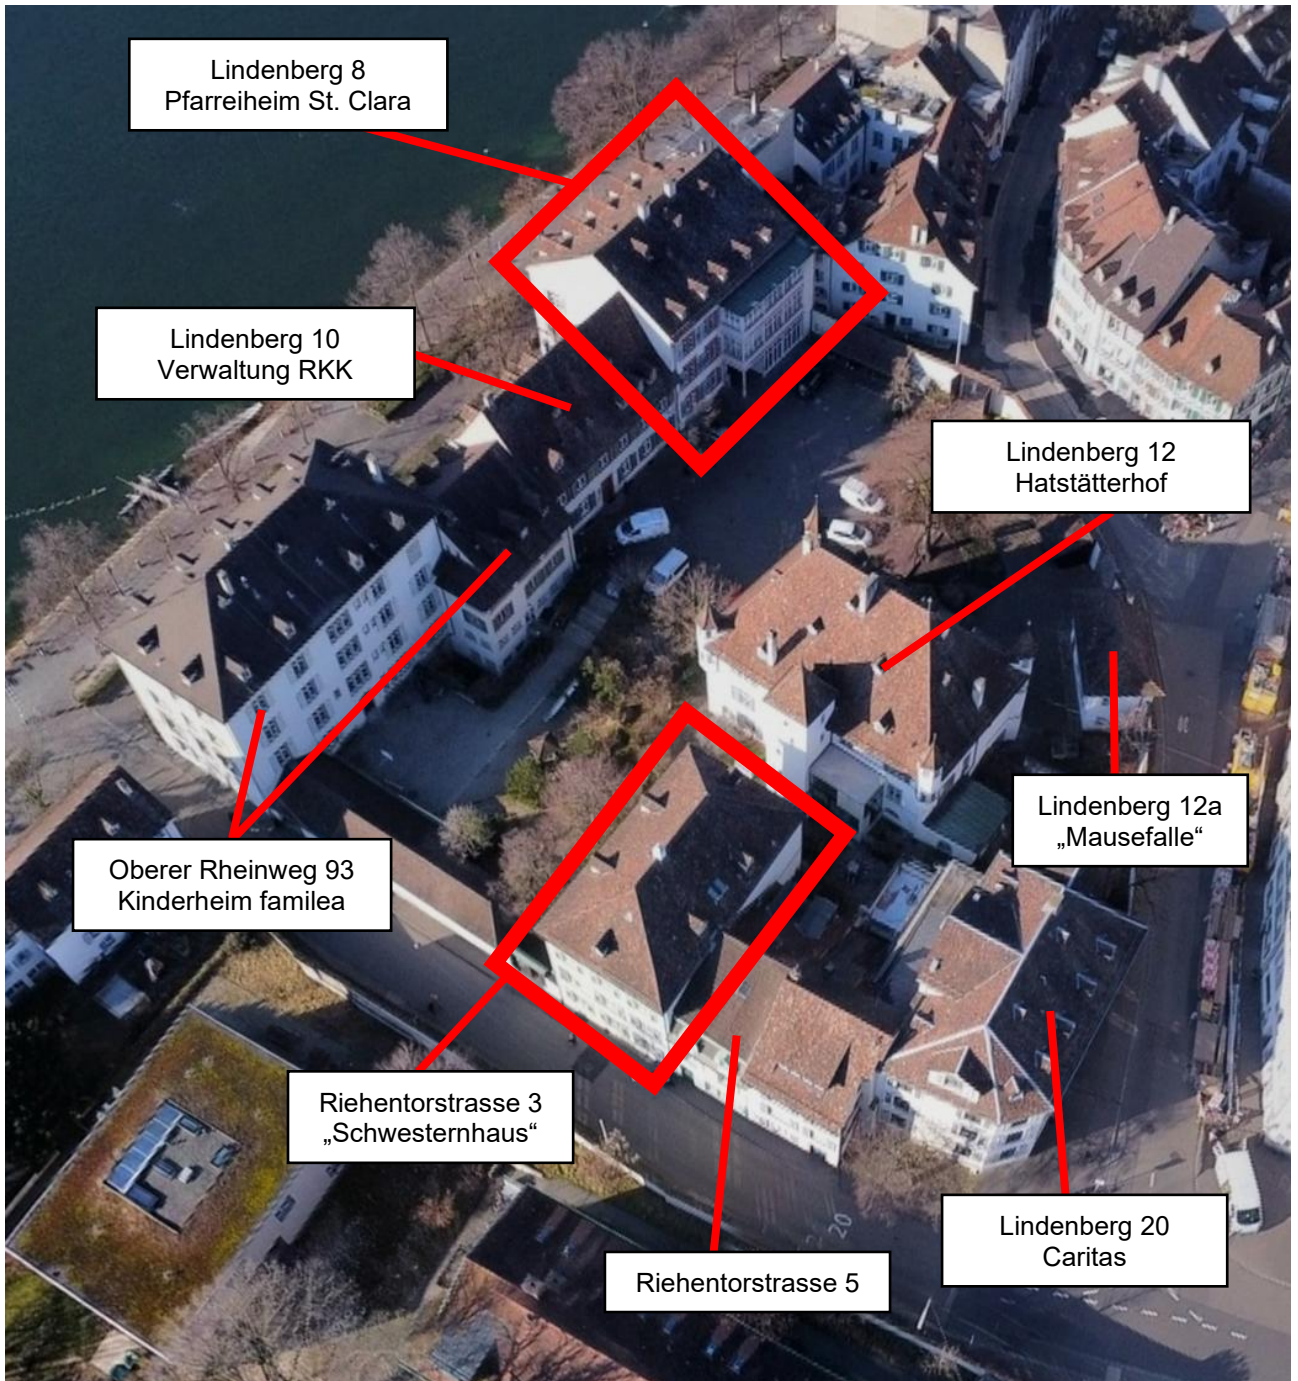 Lindenberg 8
Pfarreiheim St. Clara
Lindenberg 10
Verwaltung RKK
Lindenberg 12
Hatstätterhof
Lindenberg 12a
„Mausefalle“
Oberer Rheinweg 93
Kinderheim familea
Riehentorstrasse 3
„Schwesternhaus“
Riehentorstrasse 5
Lindenberg 20
Caritas
20